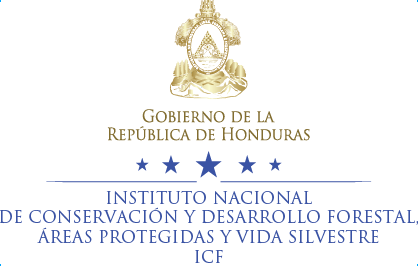 GOBIERNO DE LA
REPÚBLICA DE HONDURAS
INSTITUTO NACIONAL
DE CONSERVACIÓN Y DESARROLLO FORESTAL,
ÁREAS PROTEGIDAS Y VIDA SILVESTRE
ICF